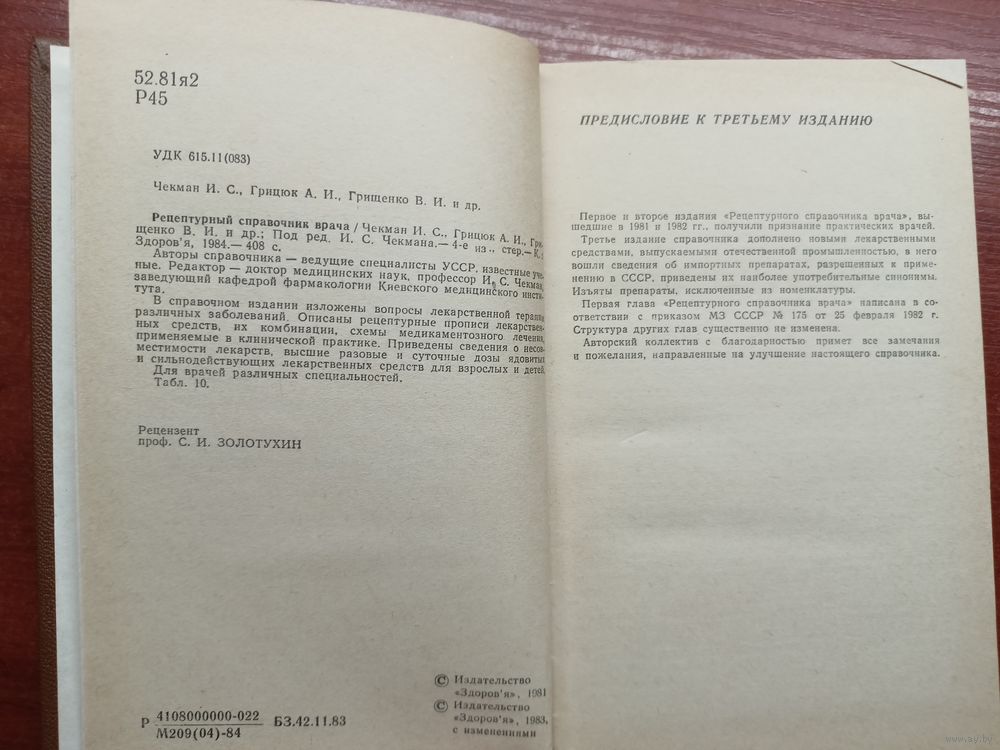 52.81я2
Р45
УДК 615.11(083)
Чекман И. С., Грицюк А. И., Грищенко В. И. и др.
Рецептурный справочник врача / Чекман И. С., Грицюк А. И., Гри-
щенко В. И. и др.; Под ред. И. С. Чекмана.— 4-е из., стер.— К.:
Здоров'я, 1984.— 408 с.
Авторы справочника — ведущие специалисты УССР, известные уче-
ные. Редактор — доктор медицинских наук, профессор И. С. Чекман,
заведующий кафедрой фармакологии Киевского медицинского инсти-
тута.
В справочном издании изложены вопросы лекарственной терапии
различных заболеваний. Описаны рецептурные прописи лекарствен-
ных средств, их комбинации, схемы медикаментозного лечения,
применяемые в клинической практике. Приведены сведения о несов-
местимости лекарств, высшие разовые и суточные дозы ядовитых
и сильнодействующих лекарственных средств для взрослых и детей.
Для врачей различных специальностей.
Табл. 10.
Рецензент
проф. С. И. ЗОЛОТУХИН
Р 4108000000-022 БЗ.42.11.83
М209(04)-84
© Издательство
«Здоров'я», 1981
© Издательство
«Здоров'я», 1983,
с изменениями
ПРЕДИСЛОВИЕ К ТРЕТЬЕМУ ИЗДАНИЮ
Первое и второе издания «Рецептурного справочника врача», вы-
шедшие в 1981 и 1982 гг., получили признание практических врачей.
Третье издание справочника дополнено новыми лекарственными
средствами, выпускаемыми отечественной промышленностью, в него
вошли сведения об импортных препаратах, разрешенных к приме-
нению в СССР, приведены их наиболее употребительные синонимы.
Изъяты препараты, исключенные из номенклатуры.
Первая глава «Рецептурного справочника врача» написана в со-
ответствии с приказом МЗ СССР № 175 от 25 февраля 1982 г.
Структура других глав существенно не изменена.
Авторский коллектив с благодарностью примет все замечания
и пожелания, направленные на улучшение настоящего справочника.
www.ay.by